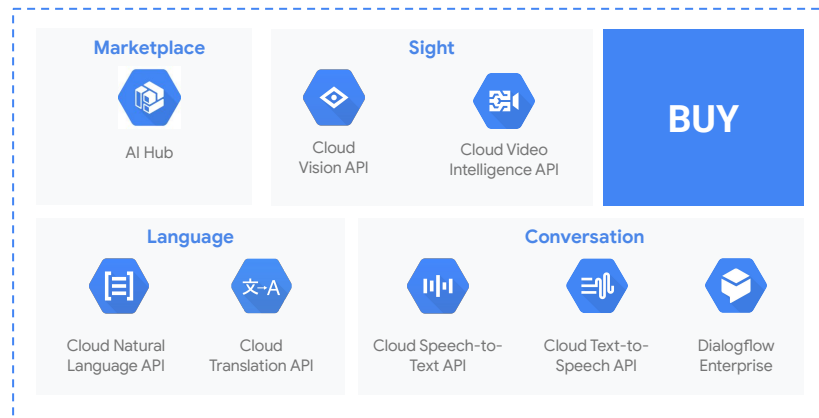 Marketplace
AI Hub
Sight
Cloud
Vision API
Cloud Video
Intelligence API
BUY
Language
Cloud Natural
Language API
文→A
Cloud
Translation API
Conversation
Cloud Speech-to-
Text API
Cloud Text-to-
Speech API
Dialogflow
Enterprise